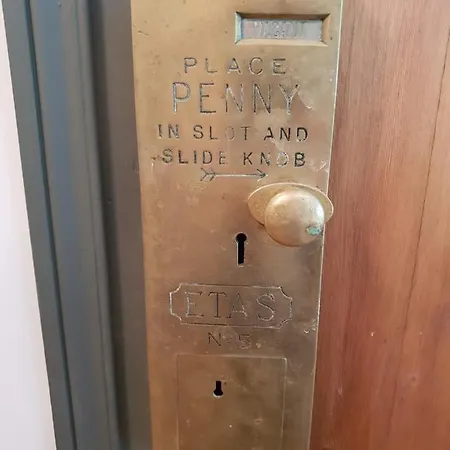 PLACE
PENNY
IN SLOT AND
SLIDE KNOB
ETAS
No 5